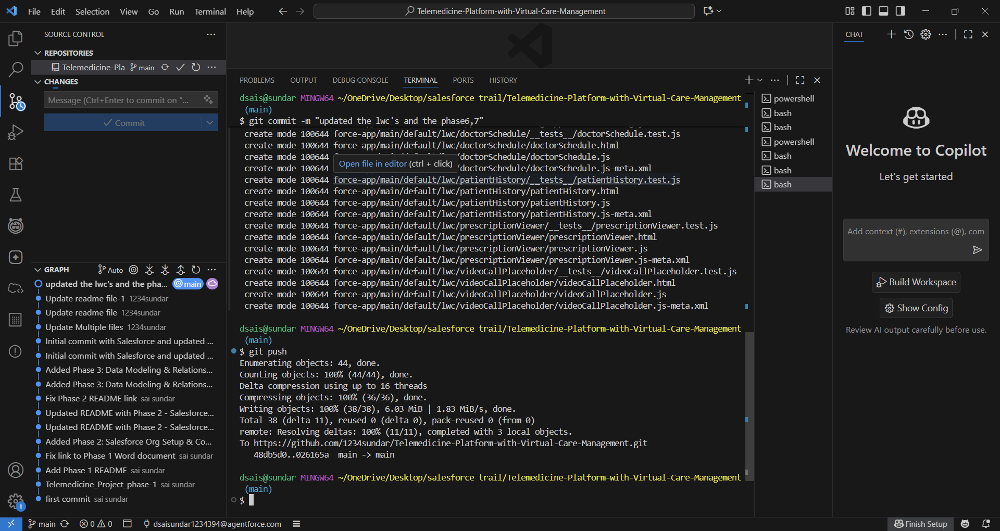 File Edit Selection View Go Run Terminal Help
Telemedicine-Platform-with-Virtual-Care-Management
SOURCE CONTROL
REPOSITORIES
Telemedicine-Pla main
CHANGES
Message (Ctrl+Enter to commit on "...
Commit
GRAPH
Auto
updated the lwc's and the pha... main
Update readme file-1 1234sundar
Update readme file 1234sundar
Update Multiple files 1234sundar
Initial commit with Salesforce and updated ...
Initial commit with Salesforce and updated ...
Added Phase 3: Data Modeling & Relations...
Added Phase 3: Data Modeling & Relations...
Fix Phase 2 README link sai sundar
Updated README with Phase 2 - Salesforce...
Updated README with Phase 2 - Salesforce...
Added Phase 2: Salesforce Org Setup & Co...
Fix link to Phase 1 Word document sai sundar
Add Phase 1 README sai sundar
Telemedicine_Project_phase-1 sai sundar
first commit sai sundar
PROBLEMS OUTPUT DEBUG CONSOLE TERMINAL PORTS HISTORY
dsais@sundar MINGW64 ~/OneDrive/Desktop/salesforce trail/Telemedicine-Platform-with-Virtual-Care-Management
(main)
$ git commit -m "updated the lwc's and the phase6,7"
create mode 100644 force-app/main/default/lwc/doctorSchedule/__tests__/doctorSchedule.test.js
create mode 100644 force-app/main/default/lwc/doctorSchedule/doctorSchedule.html
create mode 100644 /doctorSchedule/doctorSchedule.js
Open file in editor (ctrl + click)
create mode 100644 /doctorSchedule/doctorSchedule.js-meta.xml
create mode 100644 force-app/main/default/lwc/patientHistory/__tests__/patientHistory.test.js
create mode 100644 force-app/main/default/lwc/patientHistory/patientHistory.html
create mode 100644 force-app/main/default/lwc/patientHistory/patientHistory.js
create mode 100644 force-app/main/default/lwc/patientHistory/patientHistory.js-meta.xml
create mode 100644 force-app/main/default/lwc/prescriptionViewer/__tests__/prescriptionViewer.test.js
create mode 100644 force-app/main/default/lwc/prescriptionViewer/prescriptionViewer.html
create mode 100644 force-app/main/default/lwc/prescriptionViewer/prescriptionViewer.js
create mode 100644 force-app/main/default/lwc/prescriptionViewer/prescriptionViewer.js-meta.xml
create mode 100644 force-app/main/default/lwc/videoCallPlaceholder/__tests__/videoCallPlaceholder.test.js
create mode 100644 force-app/main/default/lwc/videoCallPlaceholder/videoCallPlaceholder.html
create mode 100644 force-app/main/default/lwc/videoCallPlaceholder/videoCallPlaceholder.js
create mode 100644 force-app/main/default/lwc/videoCallPlaceholder/videoCallPlaceholder.js-meta.xml
dsais@sundar MINGW64 ~/OneDrive/Desktop/salesforce trail/Telemedicine-Platform-with-Virtual-Care-Management
(main)
$ git push
Enumerating objects: 44, done.
Counting objects: 100% (44/44), done.
Delta compression using up to 16 threads
Compressing objects: 100% (36/36), done.
Writing objects: 100% (38/38), 6.03 MiB | 1.83 MiB/s, done.
Total 38 (delta 11), reused 0 (delta 0), pack-reused 0 (from 0)
remote: Resolving deltas: 100% (11/11), completed with 3 local objects.
To https://github.com/1234sundar/Telemedicine-Platform-with-Virtual-Care-Management.git
48db5d0..026165a main -> main
dsais@sundar MINGW64 ~/OneDrive/Desktop/salesforce trail/Telemedicine-Platform-with-Virtual-Care-Management
(main)
$
powershell
bash
bash
powershell
bash
bash
bash
CHAT
Welcome to Copilot
Let's get started
Add context (#), extensions (@), com
Build Workspace
Show Config
Review AI output carefully before use.
1
main 0 0 dsaisundar1234394@agentforce.com
Finish Setup